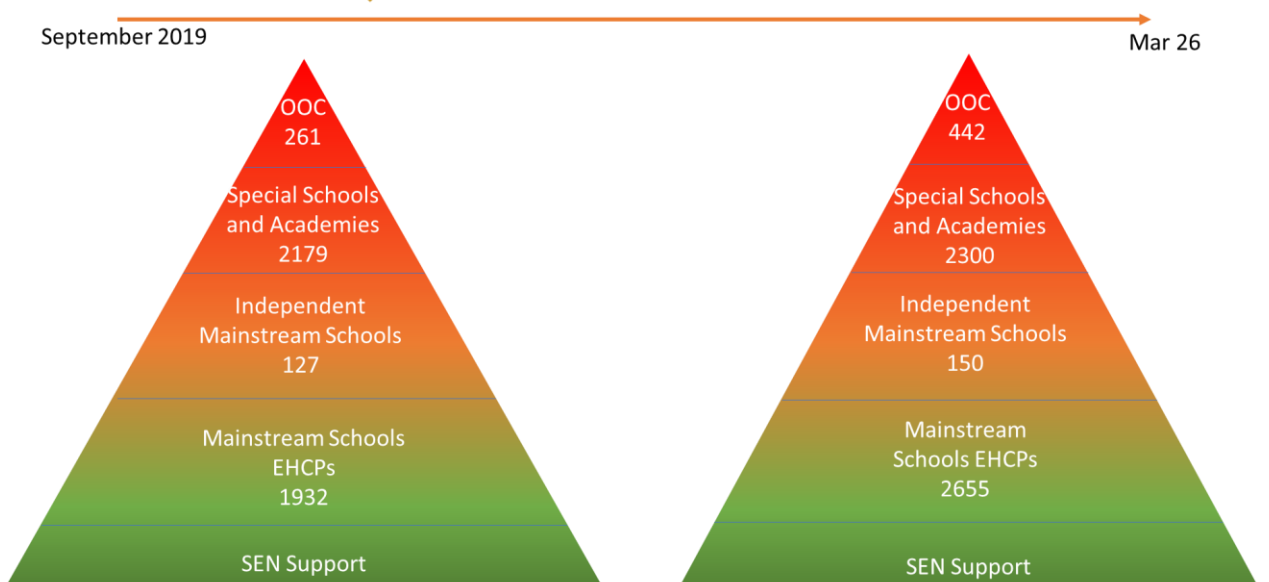 September 2019
Mar 26
OOC
261
Special Schools
and Academies
2179
Independent
Mainstream Schools
127
Mainstream Schools
EHCPs
1932
SEN Support
OOC
442
Special Schools
and Academies
2300
Independent
Mainstream Schools
150
Mainstream
Schools EHCPs
2655
SEN Support